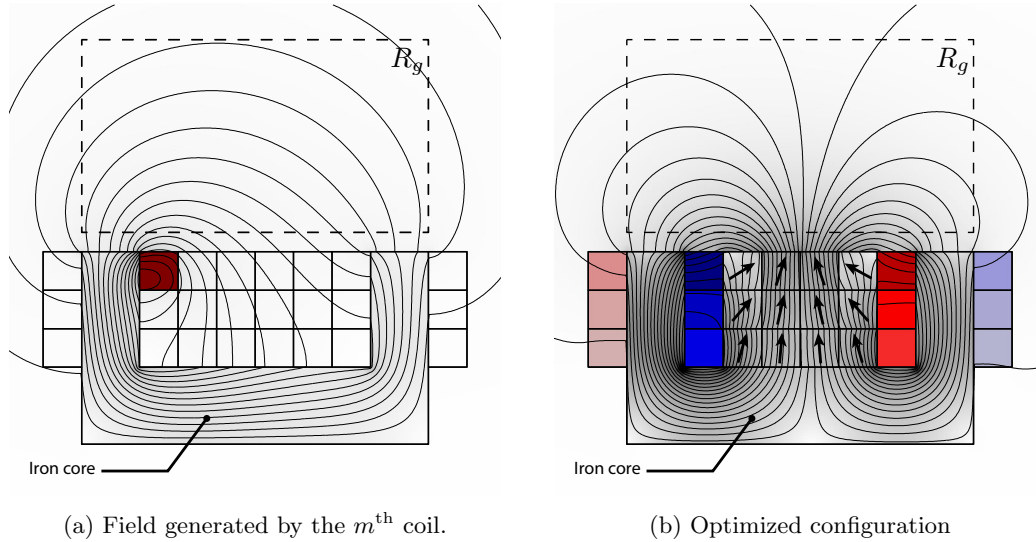 R_g
R_g
Iron core
Iron core
(a) Field generated by the m^th coil.
(b) Optimized configuration